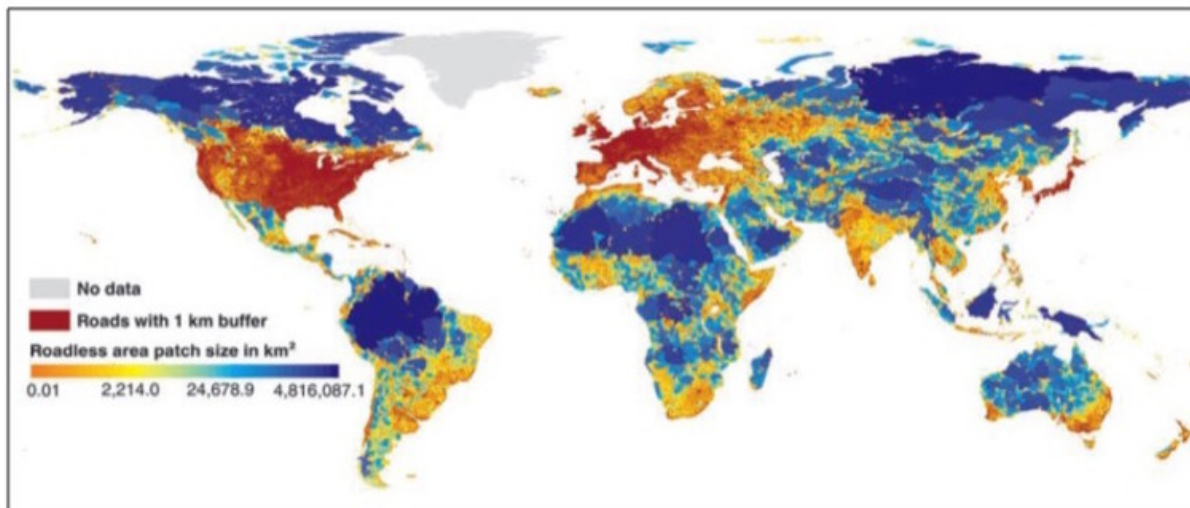 No data
Roads with 1 km buffer
Roadless area patch size in km²
0.01 2,214.0 24,678.9 4,816,087.1